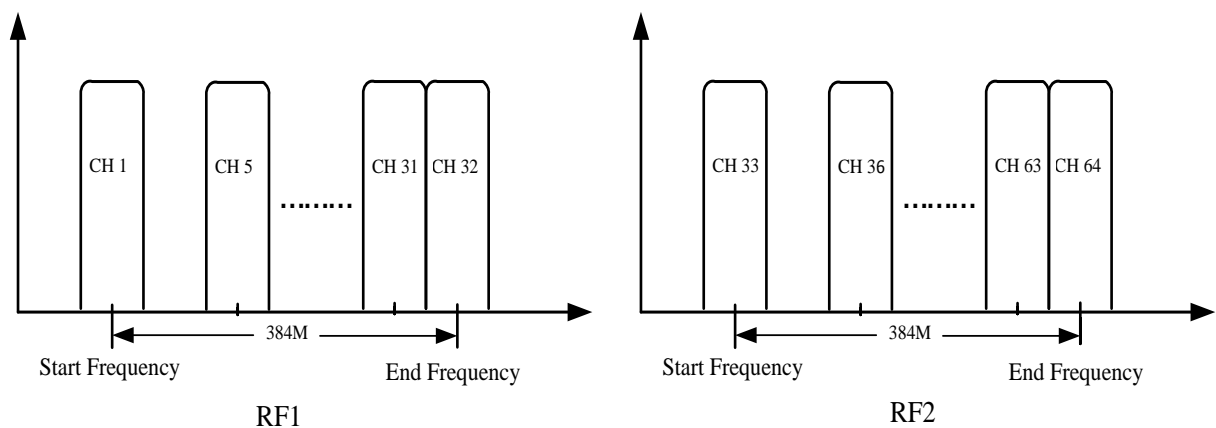 CH 1
CH 5
………
CH 31
CH 32
384M
Start Frequency
End Frequency
RF1
CH 33
CH 36
………
CH 63
CH 64
384M
Start Frequency
End Frequency
RF2